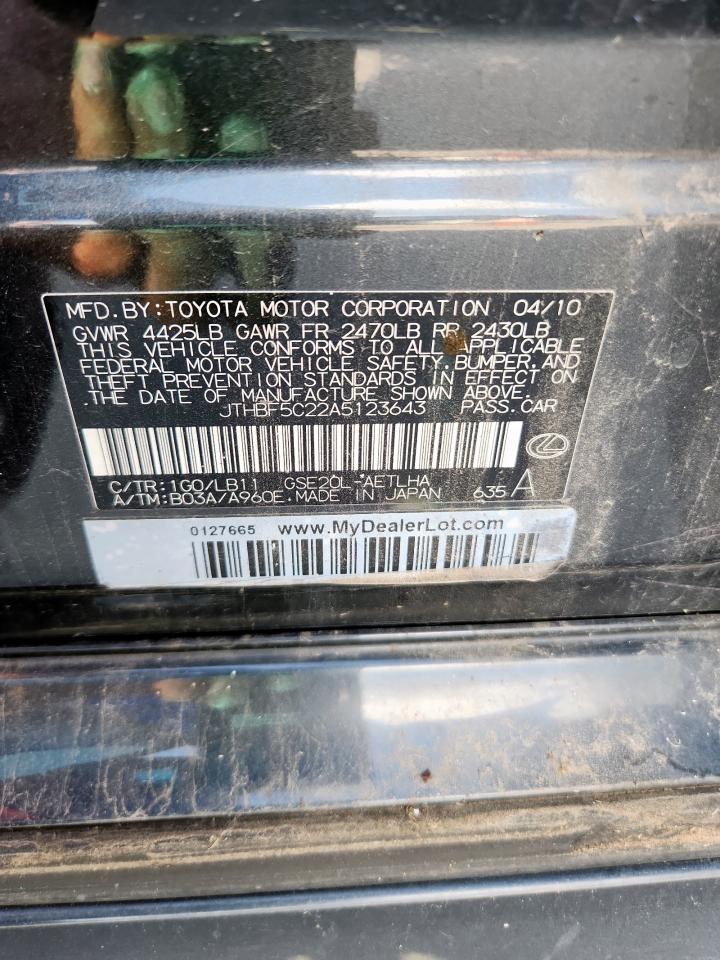 MFD. BY: TOYOTA MOTOR CORPORATION 04/10
GVWR 4425LB GAWR FR 2470LB RR 2430LB
THIS VEHICLE CONFORMS TO ALL APPLICABLE
FEDERAL MOTOR VEHICLE SAFETY, BUMPER, AND
THEFT PREVENTION STANDARDS IN EFFECT ON
THE DATE OF MANUFACTURE SHOWN ABOVE.
JTHBF5C22A5123643 PASS. CAR
C/TR: 1G0/LB11 GSE20L-AETLHA
A/TM: B03A/A960E. MADE IN JAPAN 635-A
0127665 www.MyDealerLot.com